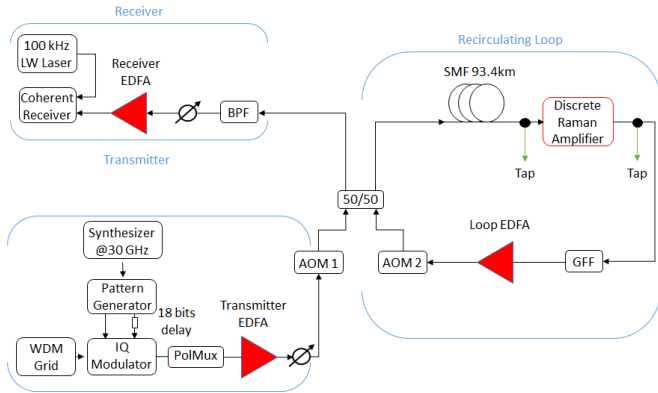 Receiver
Recirculating Loop
100 kHz
LW Laser
Receiver
EDFA
SMF 93.4km
Coherent
Receiver
BPF
Discrete
Raman
Amplifier
Transmitter
Tap
Tap
50/50
Synthesizer
@30 GHz
Loop EDFA
AOM 1
AOM 2
GFF
Pattern
Generator
18 bits
delay
Transmitter
EDFA
WDM
Grid
IQ
Modulator
PolMux